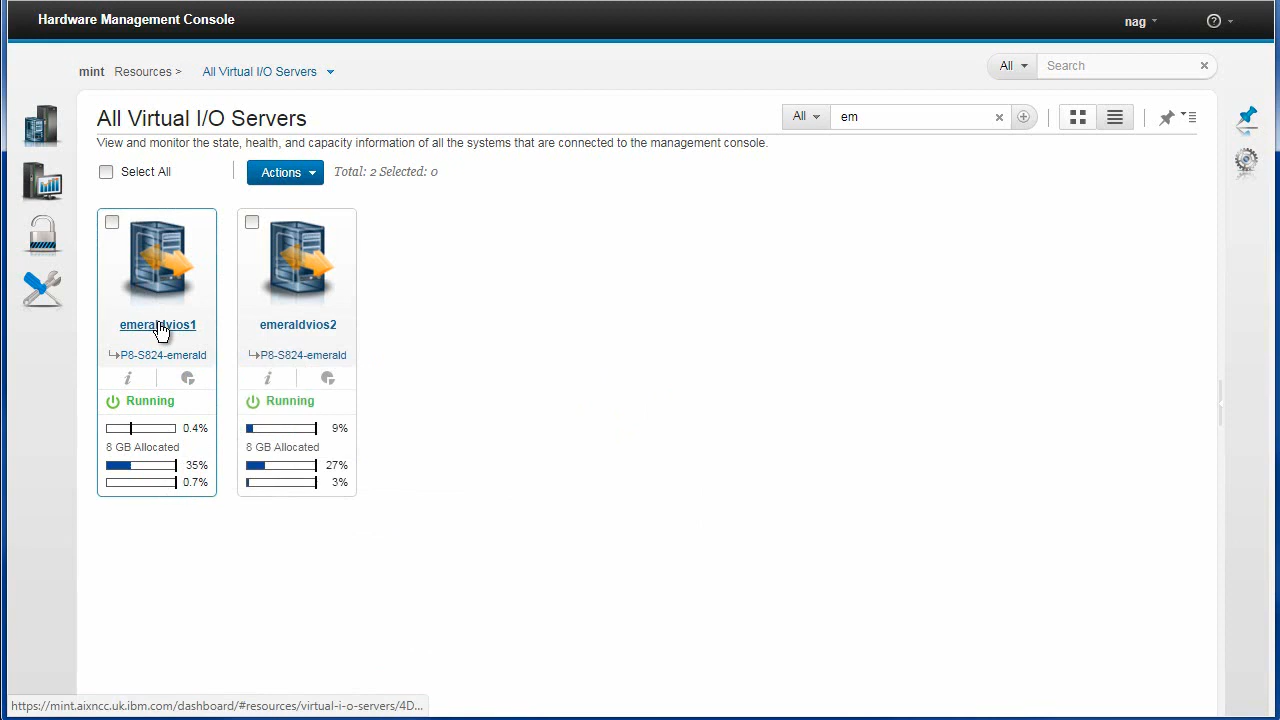 Hardware Management Console
nag
mint Resources > All Virtual I/O Servers
All Search
All Virtual I/O Servers
All em
View and monitor the state, health, and capacity information of all the systems that are connected to the management console.
Select All Actions Total: 2 Selected: 0
emeraldvios1
P8-S824-emerald
Running
0.4%
8 GB Allocated
35%
0.7%
emeraldvios2
P8-S824-emerald
Running
9%
8 GB Allocated
27%
3%
https://mint.aixncc.uk.ibm.com/dashboard/#resources/virtual-i-o-servers/4D...